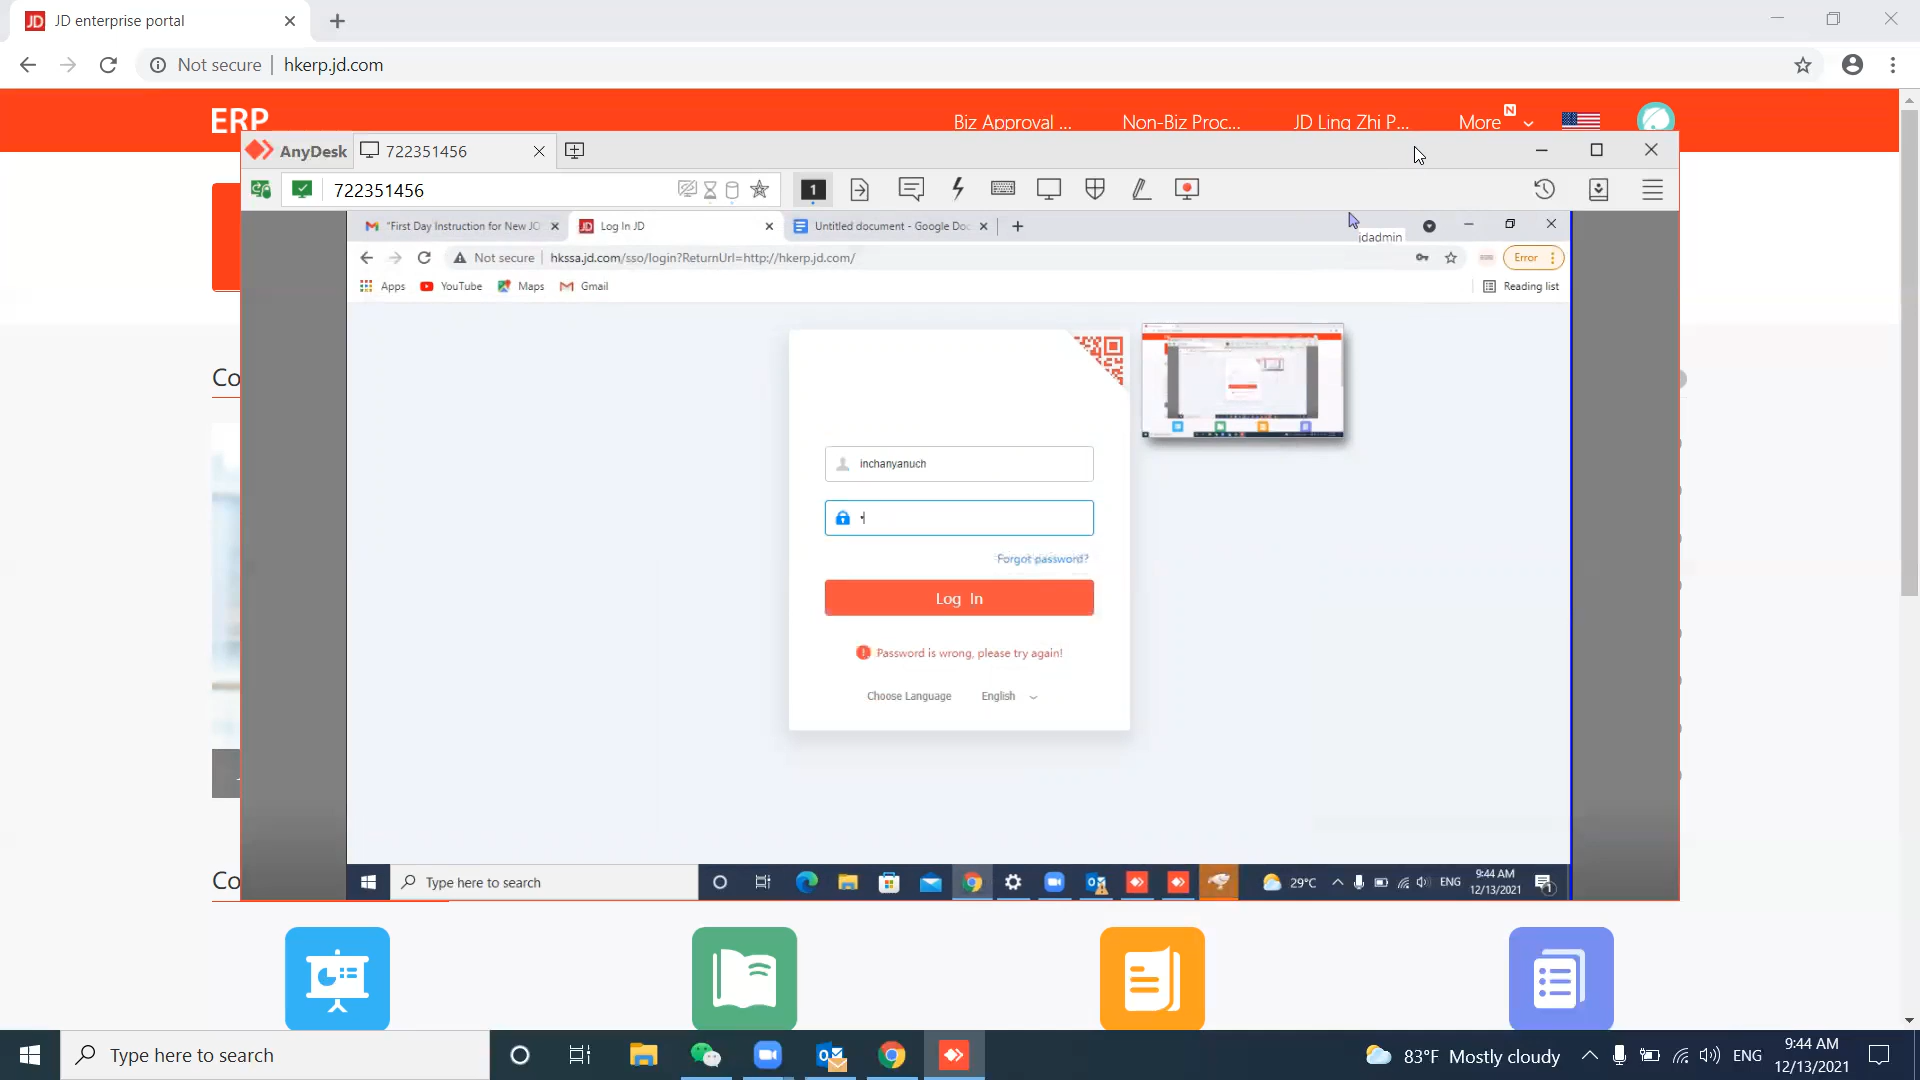 JD JD enterprise portal
Not secure | hkerp.jd.com
ERP
Biz Approval ...
Non-Biz Proc...
JD Ling Zhi P...
More
N
AnyDesk
722351456
722351456
1
"First Day Instruction for New JO
JD Log In JD
Untitled document - Google Doc
jdadmin
Not secure | hkssa.jd.com/sso/login?ReturnUrl=http://hkerp.jd.com/
Error
Apps
YouTube
Maps
Gmail
Reading list
Co
inchanyanuch
Forgot password?
Log In
Password is wrong, please try again!
Choose Language English
Type here to search
29°C
ENG
9:44 AM
12/13/2021
1
Co
Type here to search
83°F Mostly cloudy
ENG
9:44 AM
12/13/2021